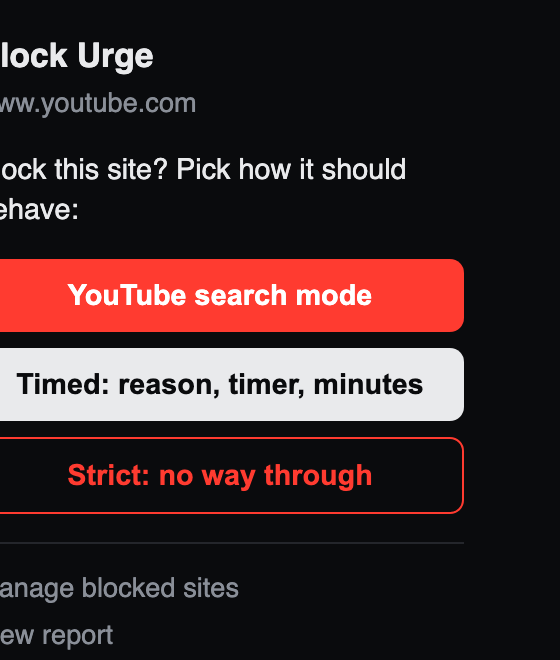 lock Urge
ww.youtube.com
ock this site? Pick how it should
ehave:
YouTube search mode
Timed: reason, timer, minutes
Strict: no way through
anage blocked sites
ew report